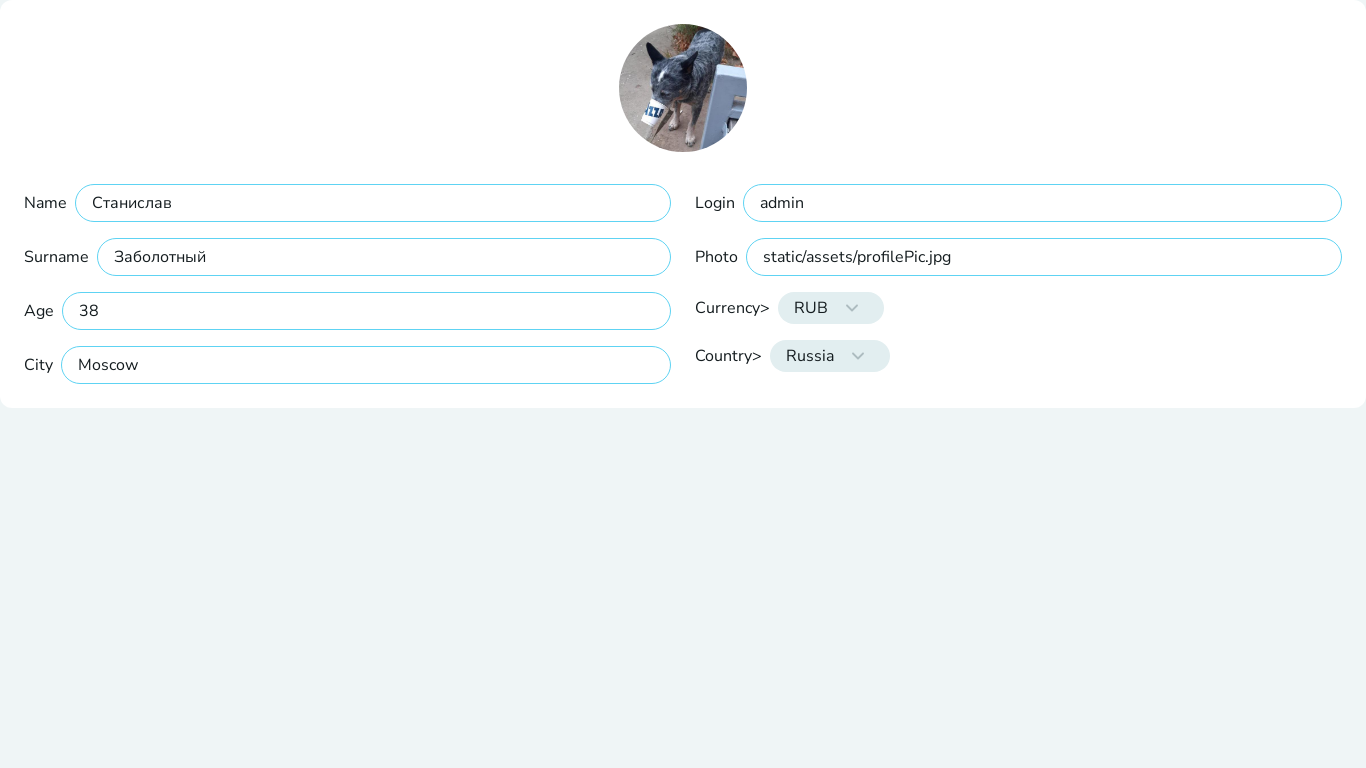 Name Станислав
Surname Заболотный
Age 38
City Moscow
Login admin
Photo static/assets/profilePic.jpg
Currency> RUB
Country> Russia